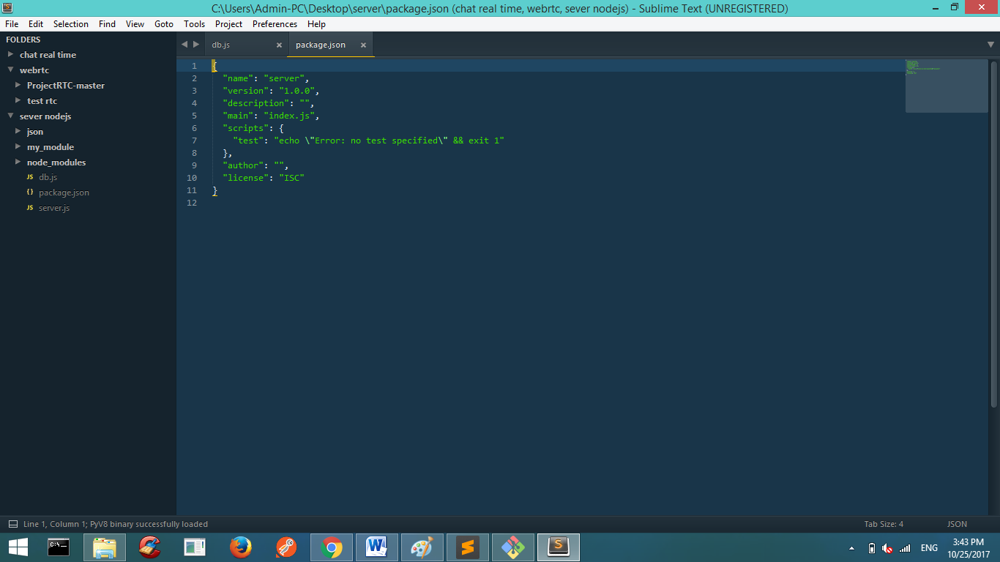 C:\Users\Admin-PC\Desktop\server\package.json (chat real time, webrtc, sever nodejs) - Sublime Text (UNREGISTERED)
File Edit Selection Find View Goto Tools Project Preferences Help
FOLDERS
chat real time
webrtc
ProjectRTC-master
test rtc
sever nodejs
json
my_module
node_modules
JS db.js
{} package.json
JS server.js
db.js package.json
1 {
2 "name": "server",
3 "version": "1.0.0",
4 "description": "",
5 "main": "index.js",
6 "scripts": {
7 "test": "echo \"Error: no test specified\" && exit 1"
8 },
9 "author": "",
10 "license": "ISC"
11 }
12
Line 1, Column 1; PyV8 binary successfully loaded Tab Size: 4 JSON
ENG
3:43 PM
10/25/2017